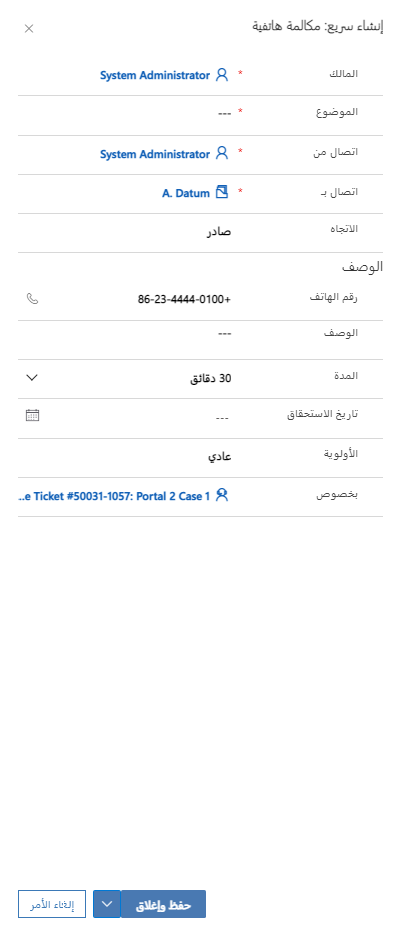 إنشاء سريع: مكالمة هاتفية
المالك * System Administrator
الموضوع * ---
اتصال من * System Administrator
اتصال بـ * A. Datum
الاتجاه صادر
الوصف
رقم الهاتف 86-23-4444-0100+
الوصف ---
المدة 30 دقائق
تاريخ الاستحقاق ---
الأولوية عادي
بخصوص ..e Ticket #50031-1057: Portal 2 Case 1
حفظ وإغلاق
إلغاء الأمر